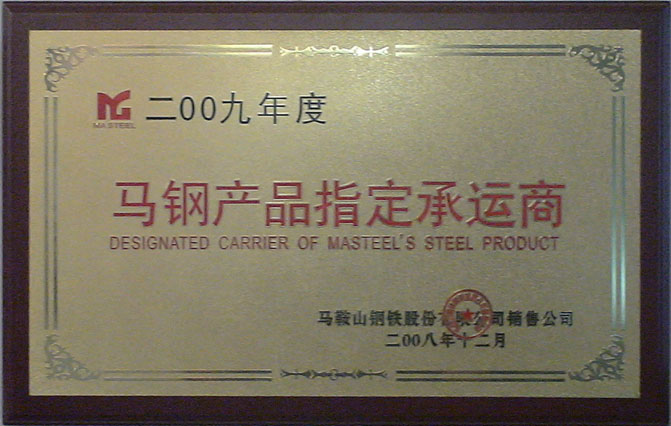 MASTEEL
二00九年度
马钢产品指定承运商
DESIGNATED CARRIER OF MASTEEL'S STEEL PRODUCT
马鞍山钢铁股份有限公司销售公司
二00八年十二月